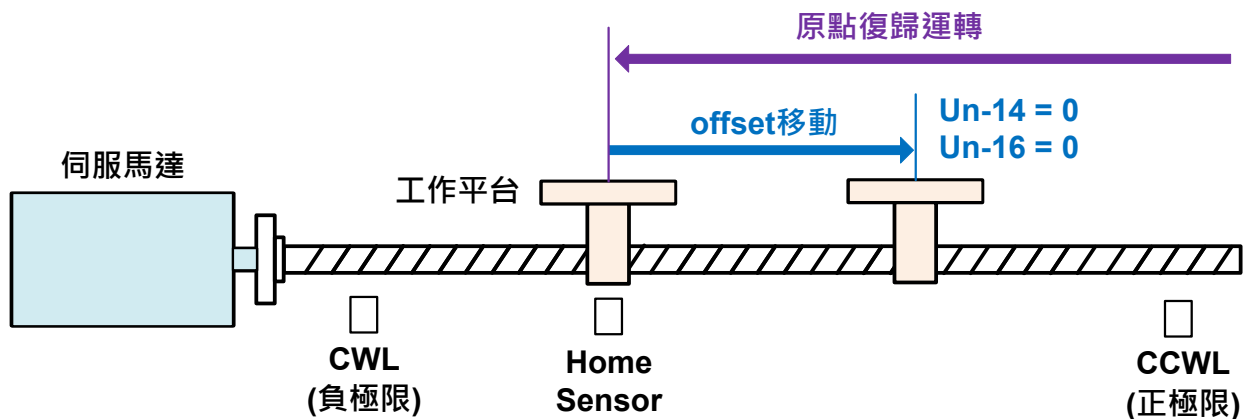 原點復歸運轉
offset移動
Un-14 = 0
Un-16 = 0
伺服馬達
工作平台
CWL
(負極限)
Home
Sensor
CCWL
(正極限)